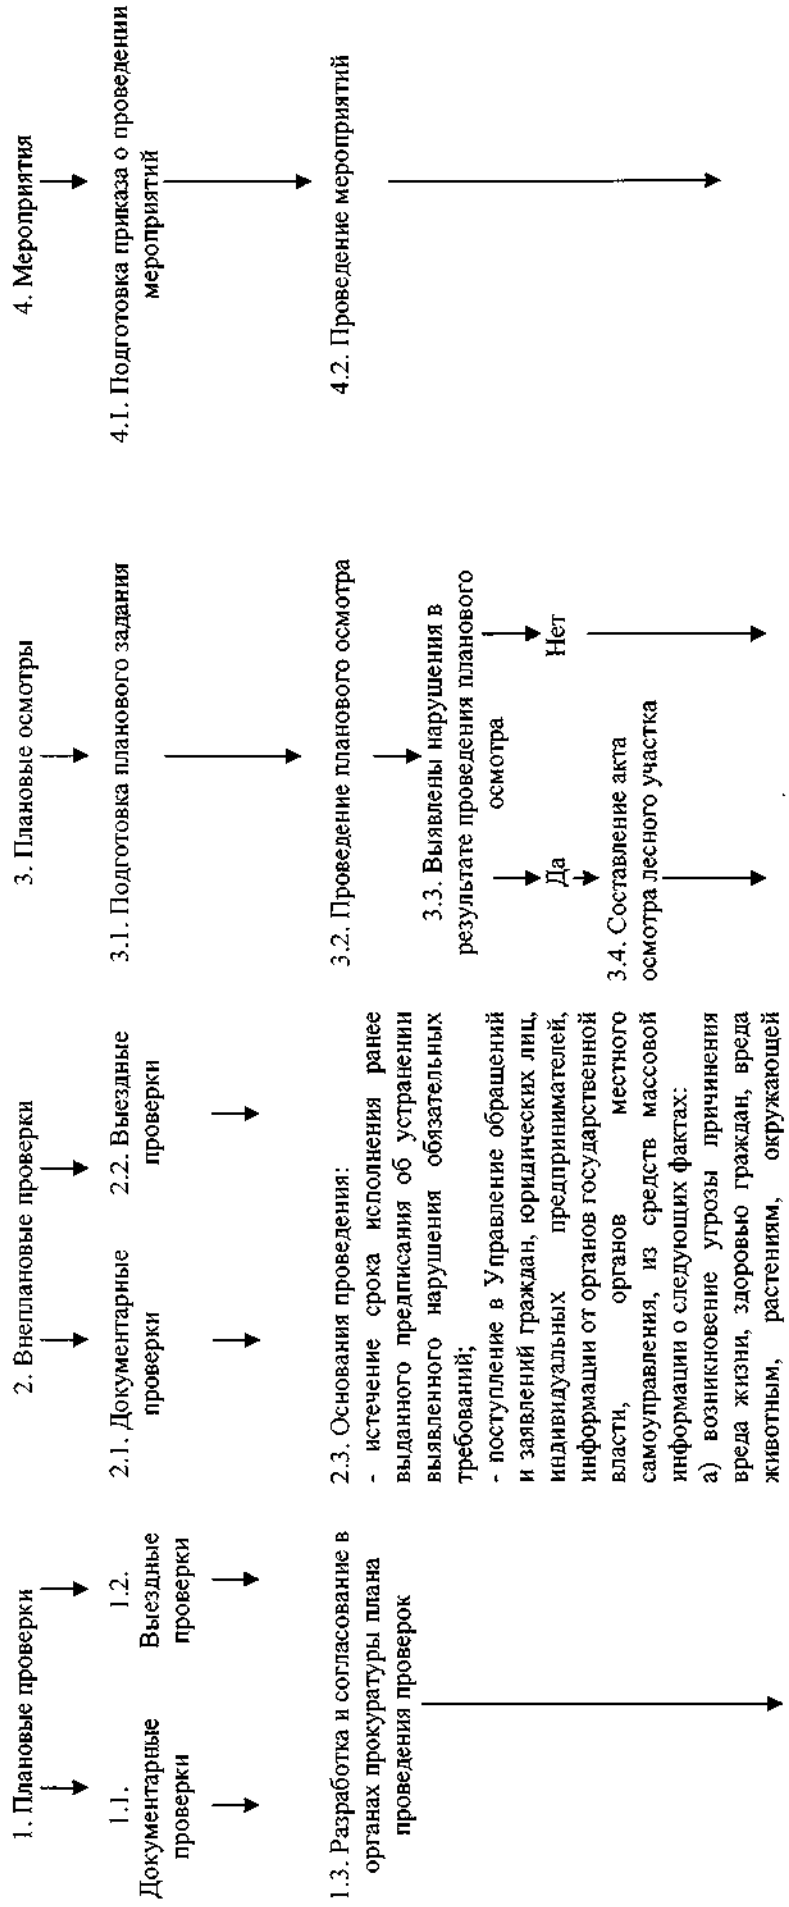 1. Плановые проверки
1.1.
Документарные
проверки
1.2.
Выездные
проверки
1.3. Разработка и согласование в
органах прокуратуры плана
проведения проверок
2. Внеплановые проверки
2.1. Документарные
проверки
2.2. Выездные
проверки
2.3. Основания проведения:
- истечение срока исполнения ранее
выданного предписания об устранении
выявленного нарушения обязательных
требований;
- поступление в Управление обращений
и заявлений граждан, юридических лиц,
индивидуальных предпринимателей,
информации от органов государственной
власти, органов местного
самоуправления, из средств массовой
информации о следующих фактах:
а) возникновение угрозы причинения
вреда жизни, здоровью граждан, вреда
животным, растениям, окружающей
3. Плановые осмотры
3.1. Подготовка планового задания
3.2. Проведение планового осмотра
3.3. Выявлены нарушения в
результате проведения планового
осмотра
Да
Нет
3.4. Составление акта
осмотра лесного участка
4. Мероприятия
4.1. Подготовка приказа о проведении
мероприятий
4.2. Проведение мероприятий